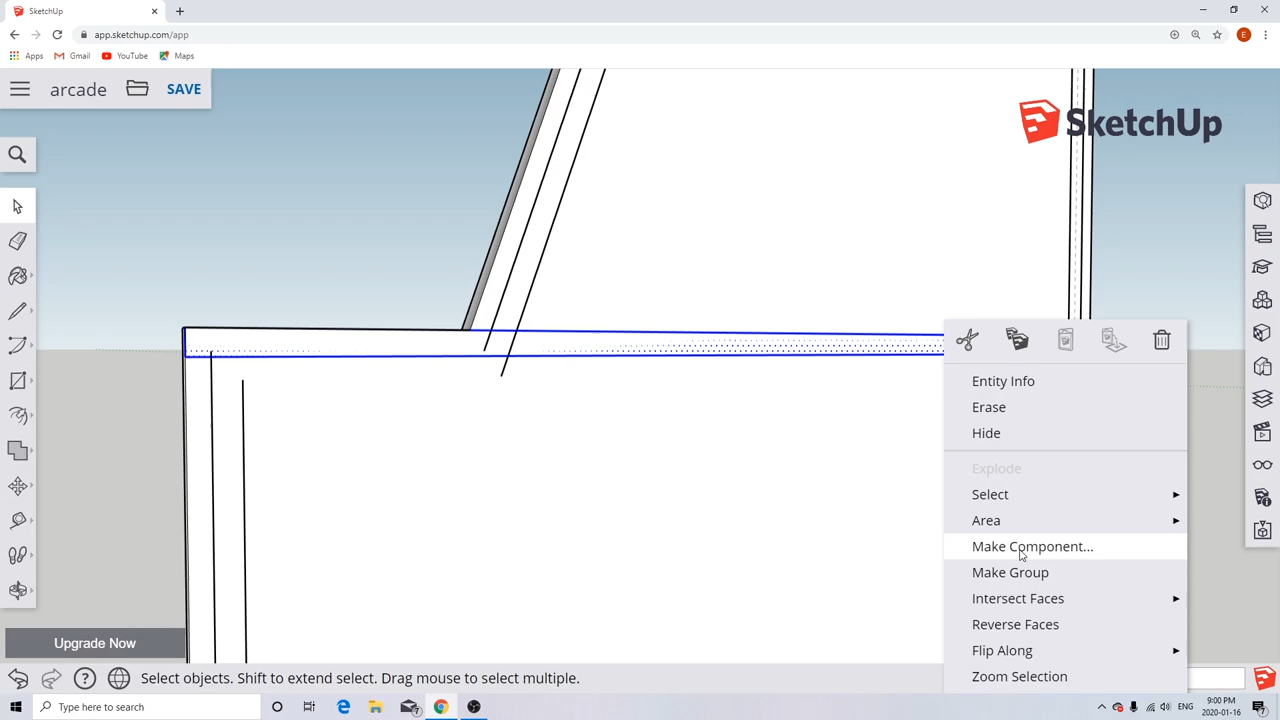 SketchUp
app.sketchup.com/app
E
Apps
Gmail
YouTube
Maps
arcade
SAVE
SketchUp
Entity Info
Erase
Hide
Explode
Select
Area
Make Component...
Make Group
Intersect Faces
Reverse Faces
Flip Along
Zoom Selection
Upgrade Now
Select objects. Shift to extend select. Drag mouse to select multiple.
Type here to search
7
ENG
9:00 PM
2020-01-16
7